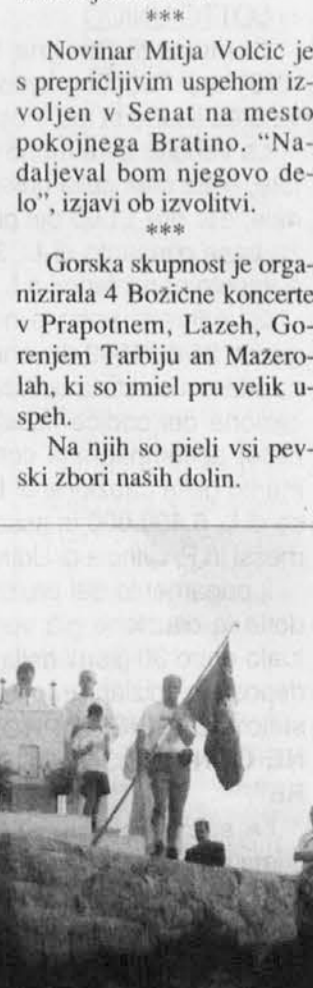 ***
Novinar Mitja Volčič je
s prepričljivim uspehom iz-
voljen v Senat na mesto
pokojnega Bratino. “Na-
daljeval bom njegovo de-
lo”, izjavi ob izvolitvi.
***
Gorska skupnost je orga-
nizirala 4 Božične koncerte
v Prapotnem, Lazeh, Go-
renjem Tarbiju an Mažero-
lah, ki so imiel pru velik u-
speh.
Na njih so pieli vsi pev-
ski zbori naših dolin.